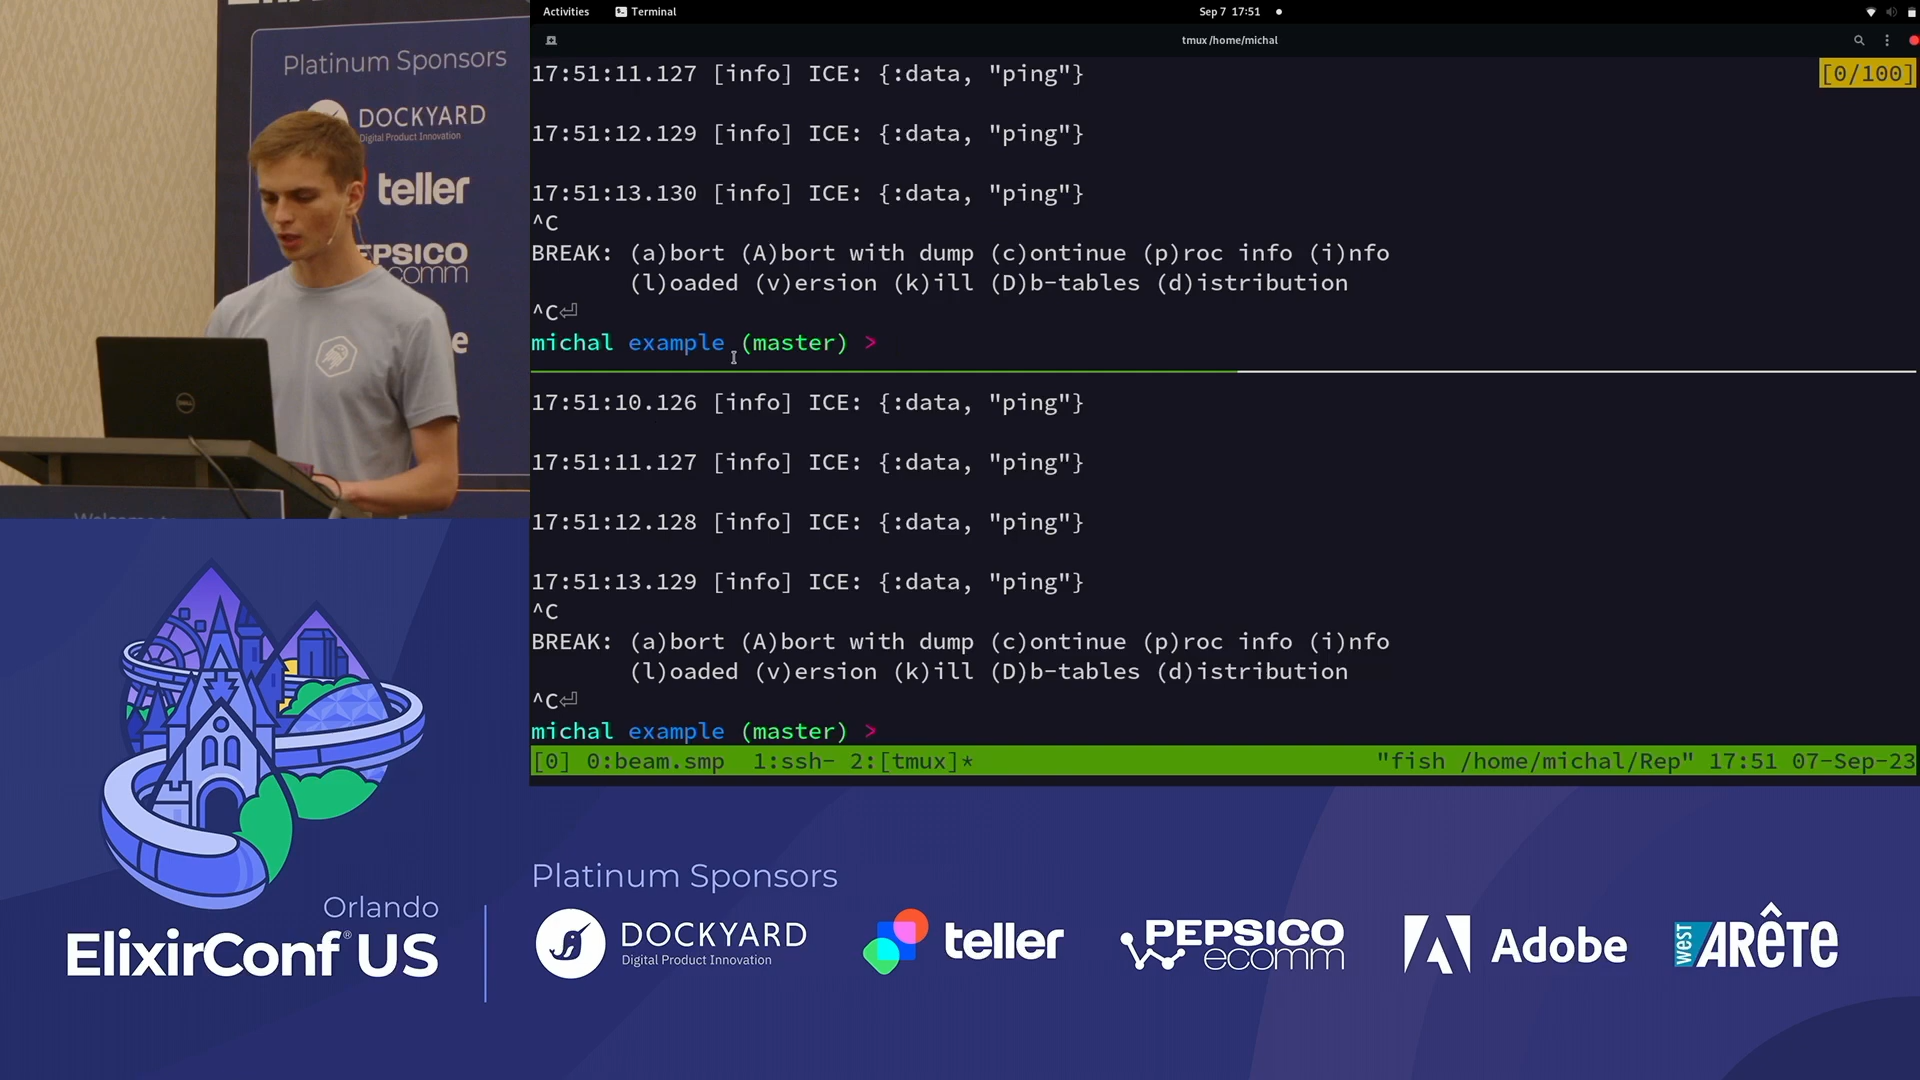 Platinum Sponsors
DOCKYARD
Digital Product Innovation
teller
EPSICO
comm
e
Activities
Terminal
Sep 7 17:51
tmux /home/michal
17:51:11.127 [info] ICE: {:data, "ping"}
[0/100]
17:51:12.129 [info] ICE: {:data, "ping"}
17:51:13.130 [info] ICE: {:data, "ping"}
^C
BREAK: (a)bort (A)bort with dump (c)ontinue (p)roc info (i)nfo
(l)oaded (v)ersion (k)ill (D)b-tables (d)istribution
^C⏎
michal example (master) >
17:51:10.126 [info] ICE: {:data, "ping"}
17:51:11.127 [info] ICE: {:data, "ping"}
17:51:12.128 [info] ICE: {:data, "ping"}
17:51:13.129 [info] ICE: {:data, "ping"}
^C
BREAK: (a)bort (A)bort with dump (c)ontinue (p)roc info (i)nfo
(l)oaded (v)ersion (k)ill (D)b-tables (d)istribution
^C⏎
michal example (master) >
[0] 0:beam.smp 1:ssh- 2:[tmux]* "fish /home/michal/Rep" 17:51 07-Sep-23
Orlando
ElixirConf® US
Platinum Sponsors
DOCKYARD
Digital Product Innovation
teller
PEPSICO
ecomm
Adobe
west ARÊTE
DELL